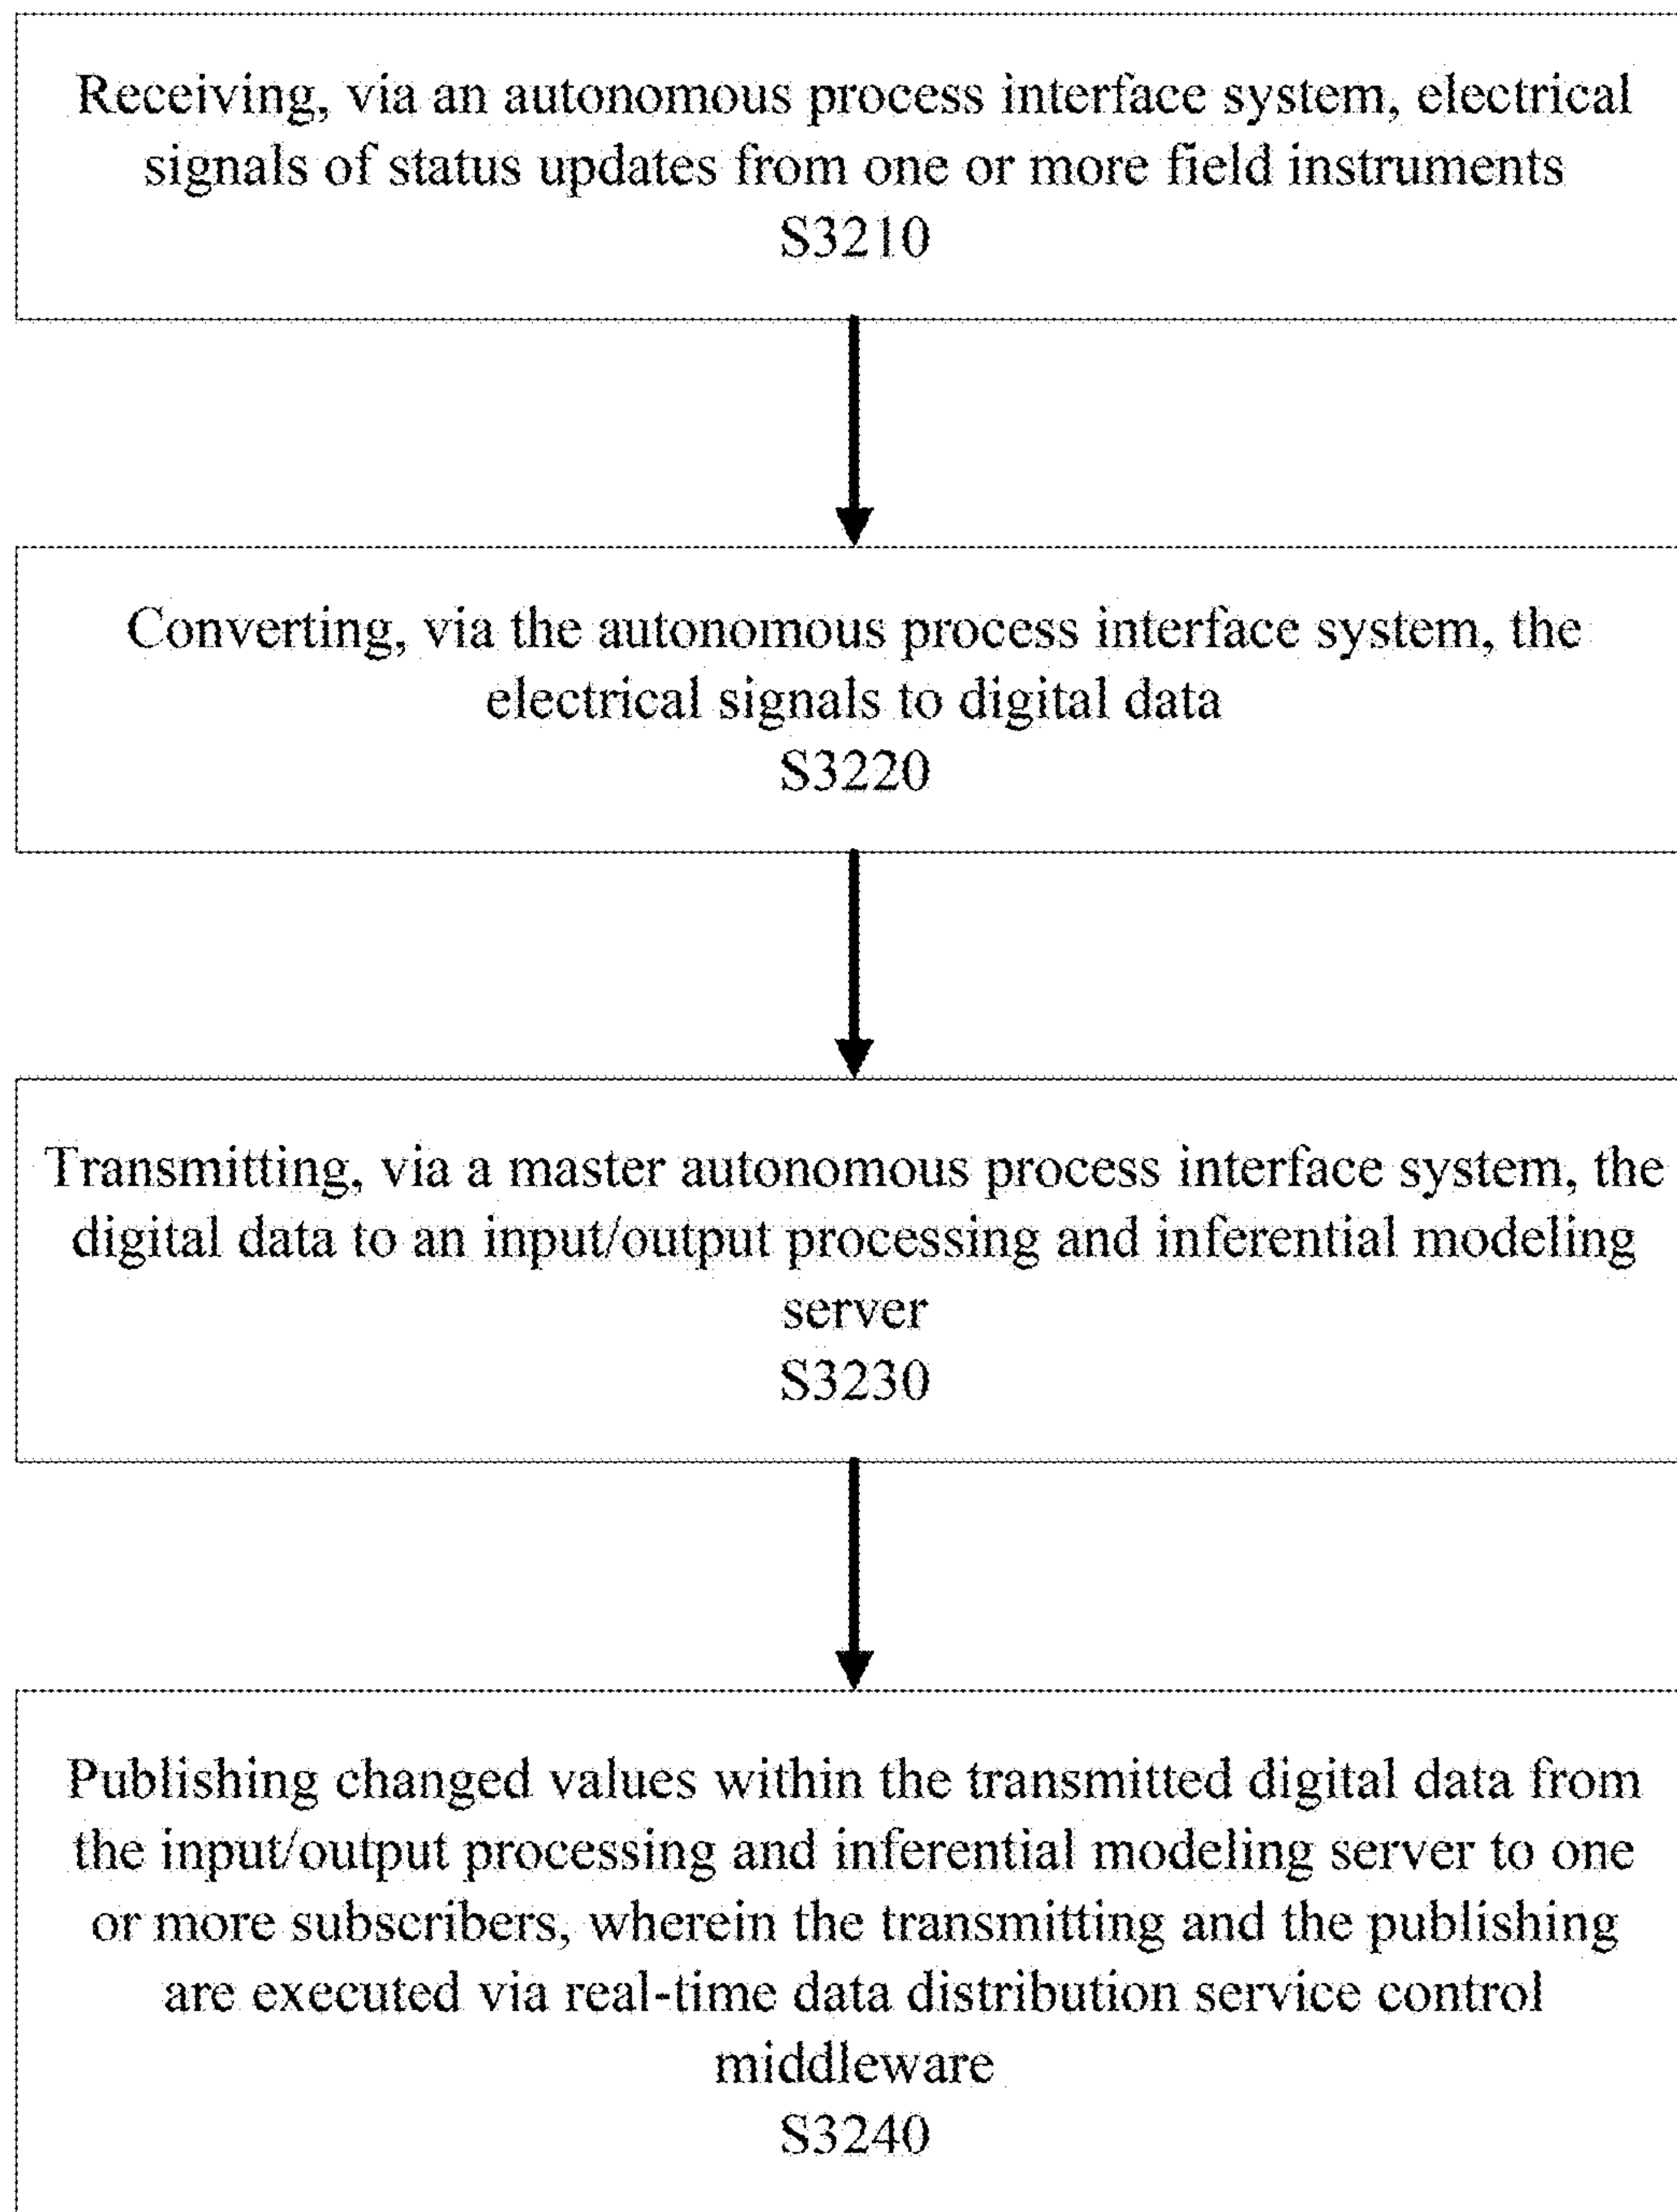 Receiving, via an autonomous process interface system, electrical
signals of status updates from one or more field instruments
S3210
Converting, via the autonomous process interface system, the
electrical signals to digital data
S3220
Transmitting, via a master autonomous process interface system, the
digital data to an input/output processing and inferential modeling
server
S3230
Publishing changed values within the transmitted digital data from
the input/output processing and inferential modeling server to one
or more subscribers, wherein the transmitting and the publishing
are executed via real-time data distribution service control
middleware
S3240